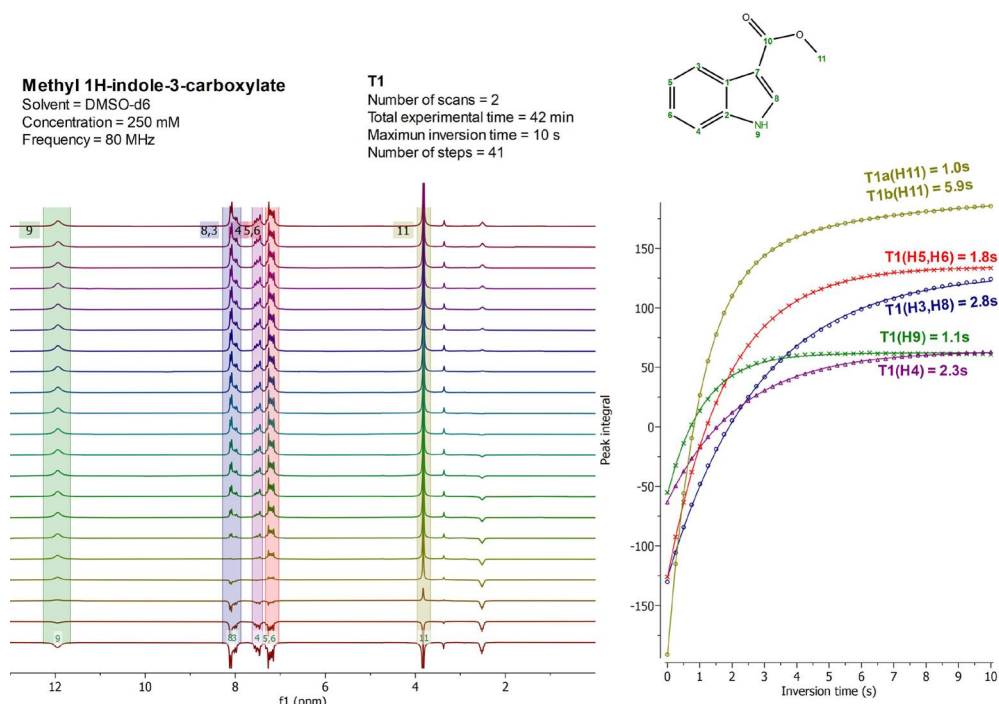 Methyl 1H-indole-3-carboxylate
Solvent = DMSO-d6
Concentration = 250 mM
Frequency = 80 MHz
T1
Number of scans = 2
Total experimental time = 42 min
Maximun inversion time = 10 s
Number of steps = 41
O
10
O
11
3
7
5
1
8
6
2
NH
4
9
9
8,3
4
5,6
11
9
83
4
5,6
11
12
10
8
6
4
2
f1 (ppm)
T1a(H11) = 1.0s
T1b(H11) = 5.9s
T1(H5,H6) = 1.8s
T1(H3,H8) = 2.8s
T1(H9) = 1.1s
T1(H4) = 2.3s
Peak integral
150
100
50
0
-50
-100
-150
0 1 2 3 4 5 6 7 8 9 10
Inversion time (s)